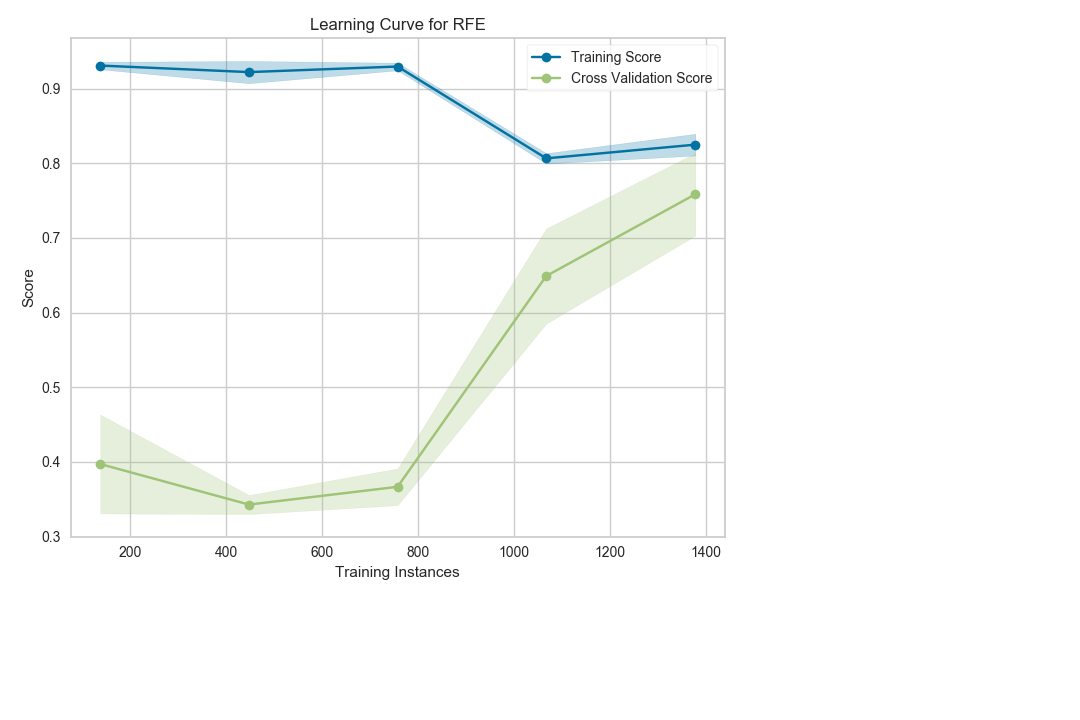 Learning Curve for RFE
Training Score
Cross Validation Score
0.9
0.8
0.7
0.6
0.5
0.4
0.3
Score
200 400 600 800 1000 1200 1400
Training Instances